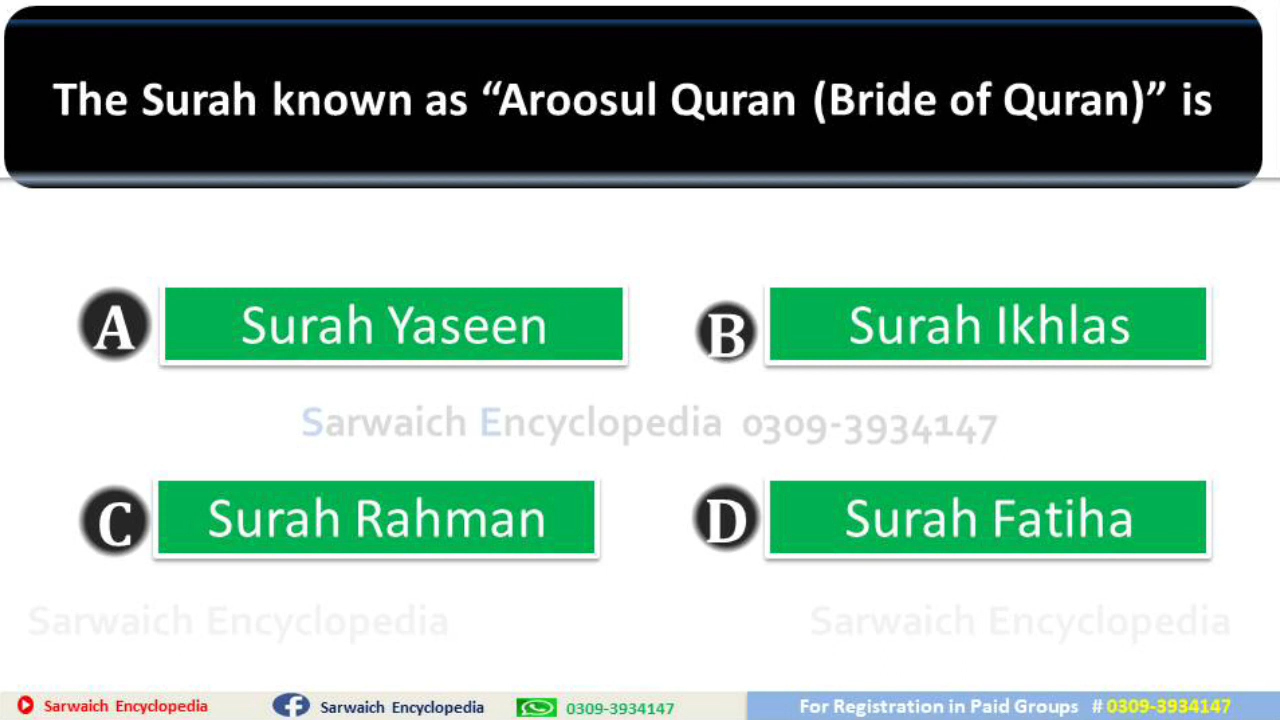 The Surah known as “Aroosul Quran (Bride of Quran)” is
A Surah Yaseen
B Surah Ikhlas
Sarwaich Encyclopedia 0309-3934147
C Surah Rahman
D Surah Fatiha
Sarwaich Encyclopedia Sarwaich Encyclopedia
Sarwaich Encyclopedia Sarwaich Encyclopedia 0309-3934147 For Registration in Paid Groups # 0309-3934147